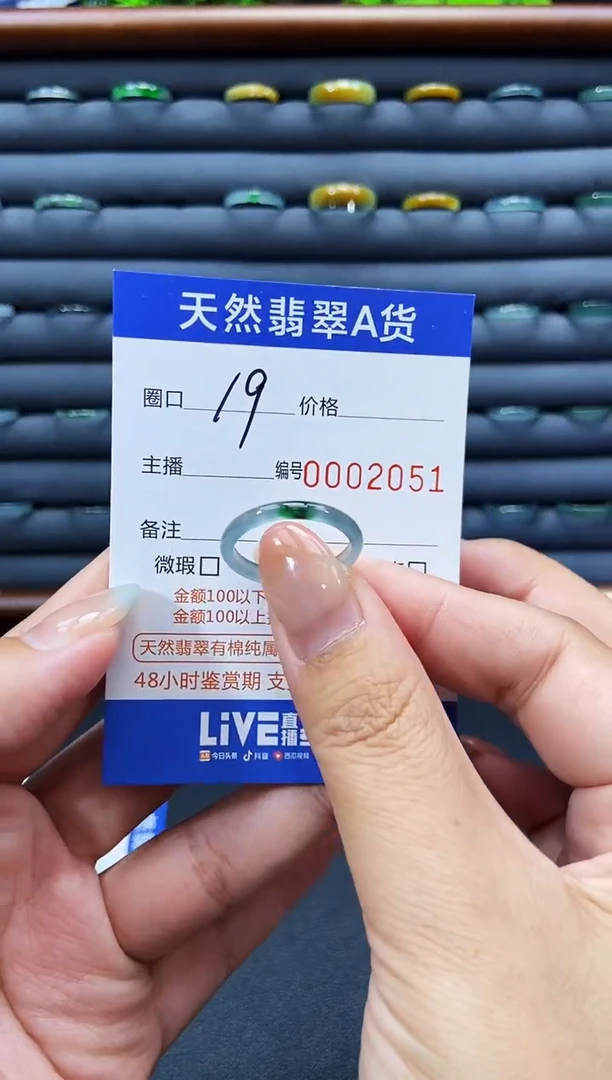 天然翡翠A货
圈口 19 价格
主播 编号0002051
备注
微瑕
金额100以下
金额100以上
天然翡翠有棉纯属
48小时鉴赏期 支
LiVE直播
今日头条 抖音 西瓜视频